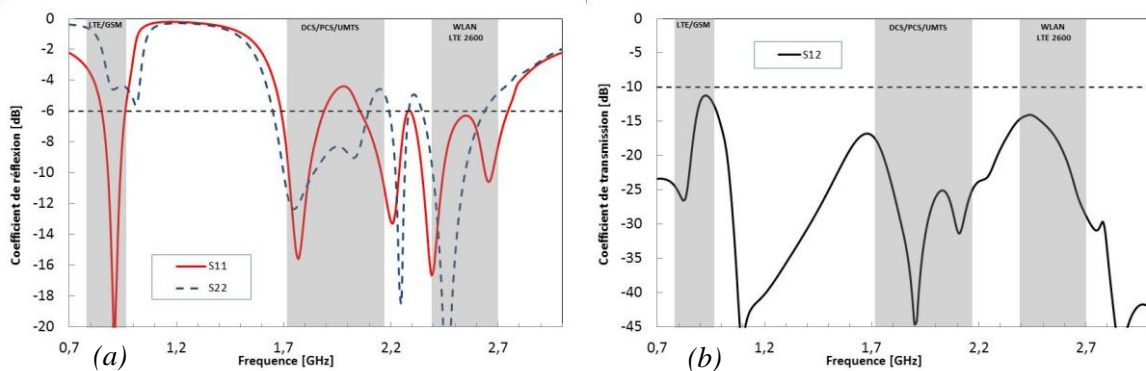 Coefficient de réflexion [dB]
0
-2
-4
-6
-8
-10
-12
-14
-16
-18
-20
LTE/GSM
DCS/PCS/UMTS
WLAN
LTE 2600
S11
S22
0,7
1,2
1,7
2,2
2,7
Frequence [GHz]
(a)
Coefficient de transmission [dB]
0
-5
-10
-15
-20
-25
-30
-35
-40
-45
LTE/GSM
S12
DCS/PCS/UMTS
WLAN
LTE 2600
0,7
1,2
1,7
2,2
2,7
Frequence [GHz]
(b)